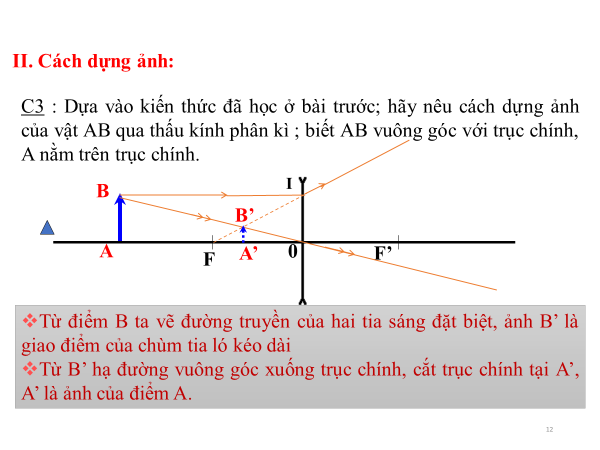 II. Cách dựng ảnh:
C3 : Dựa vào kiến thức đã học ở bài trước; hãy nêu cách dựng ảnh
của vật AB qua thấu kính phân kì ; biết AB vuông góc với trục chính,
A nằm trên trục chính.
I
B
B’
A
F
A’
0
F’
❖Từ điểm B ta vẽ đường truyền của hai tia sáng đặt biệt, ảnh B’ là
giao điểm của chùm tia ló kéo dài
❖Từ B’ hạ đường vuông góc xuống trục chính, cắt trục chính tại A’,
A’ là ảnh của điểm A.
12